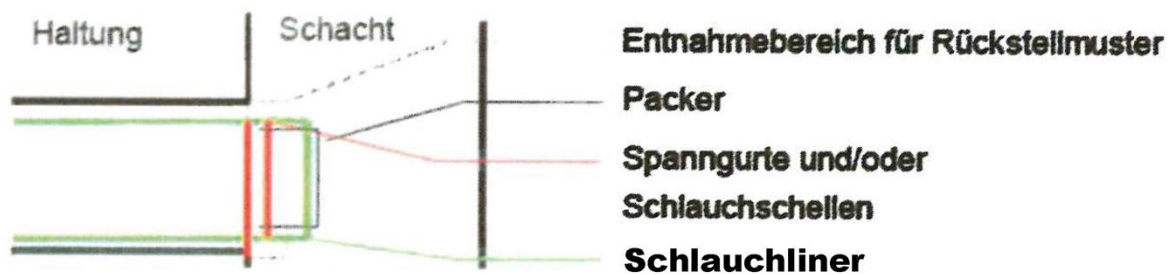 Haltung
Schacht
Entnahmebereich für Rückstellmuster
Packer
Spanngurte und/oder
Schlauchschellen
Schlauchliner